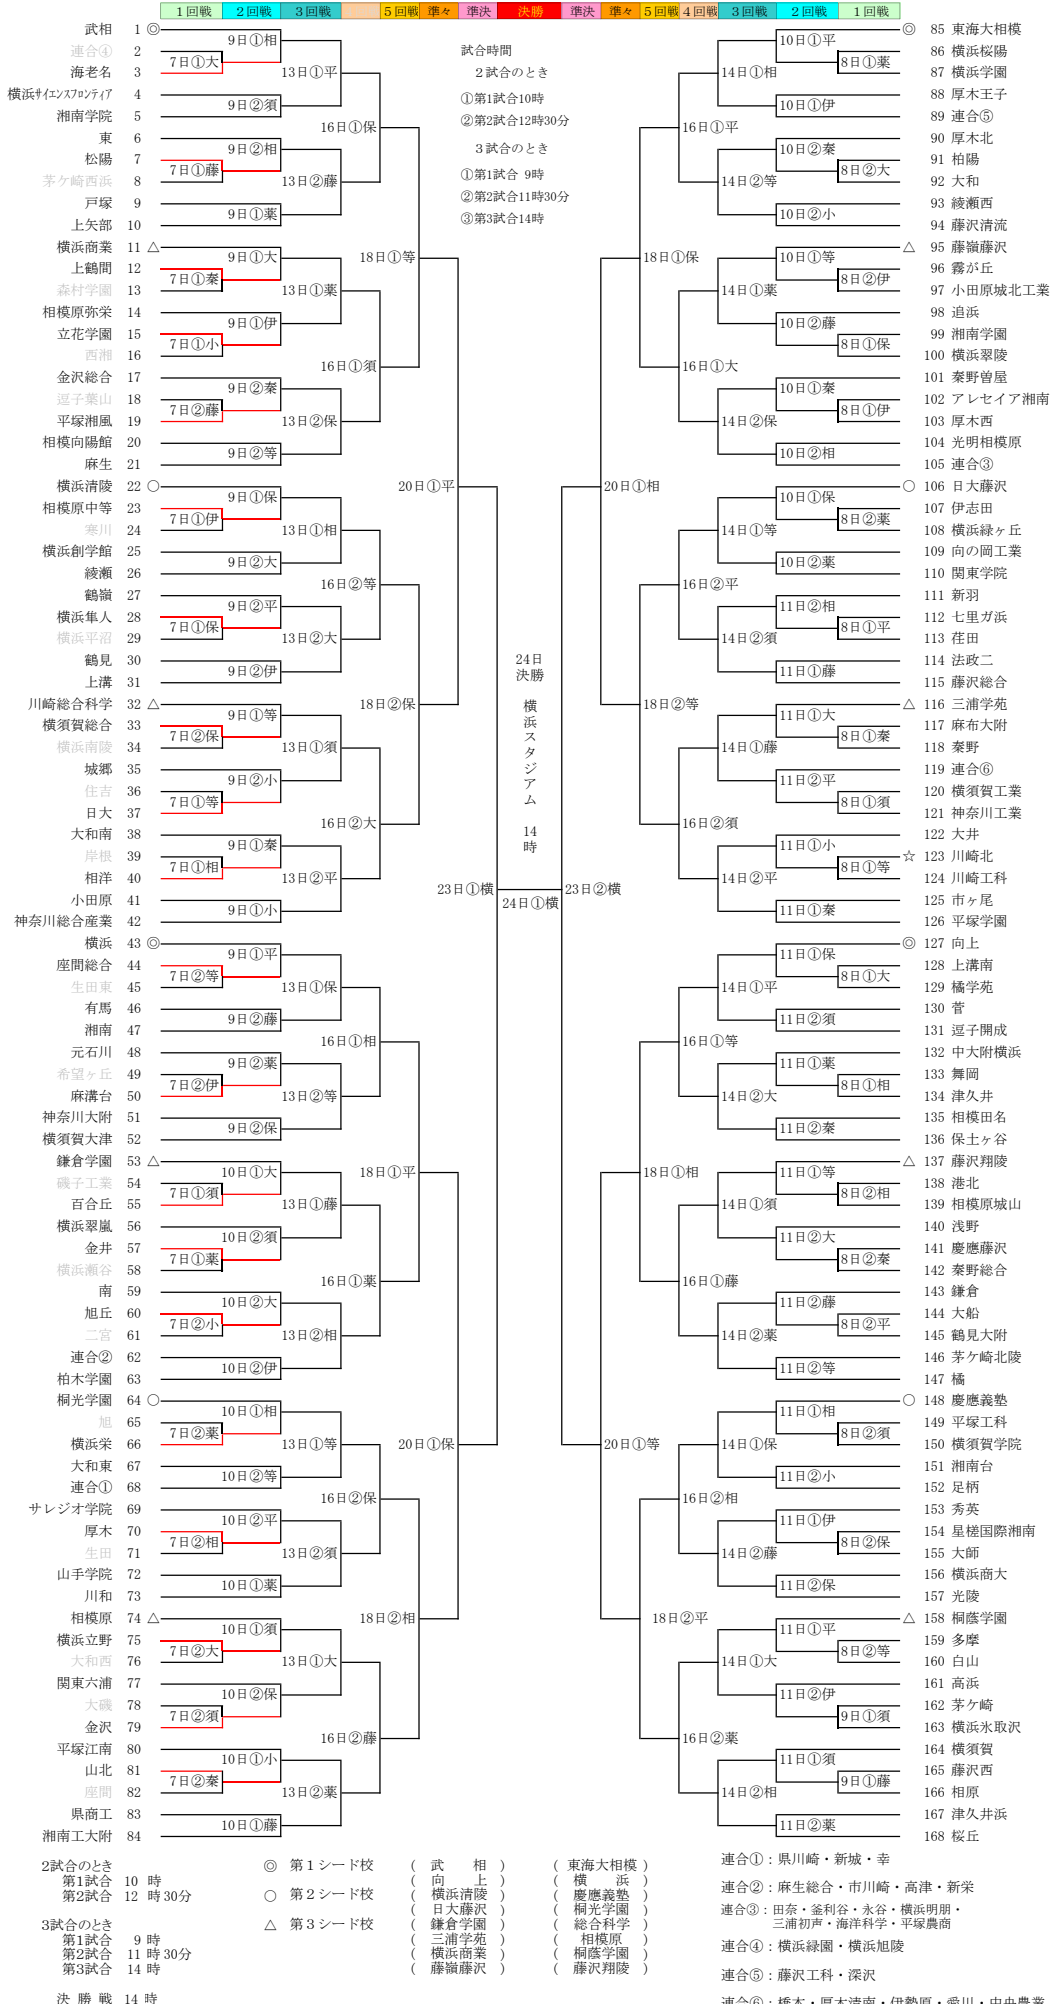 1回戦 2回戦 3回戦 5回戦 準々 準決 決勝 準決 準々 5回戦 4回戦 3回戦 2回戦 1回戦
試合時間
2試合のとき
①第1試合10時
②第2試合12時30分
3試合のとき
①第1試合 9時
②第2試合11時30分
③第3試合14時
武相 1 ◎
連合④ 2
海老名 3
横浜サイエンスフロンティア 4
湘南学院 5
東 6
松陽 7
茅ケ崎西浜 8
戸塚 9
上矢部 10
横浜商業 11 △
上鶴間 12
森村学園 13
相模原弥栄 14
立花学園 15
西湘 16
金沢総合 17
逗子葉山 18
平塚湘風 19
相模向陽館 20
麻生 21
横浜清陵 22 ○
相模原中等 23
寒川 24
横浜創学館 25
綾瀬 26
鶴嶺 27
横浜隼人 28
横浜平沼 29
鶴見 30
上溝 31
川崎総合科学 32 △
横須賀総合 33
横浜南陵 34
城郷 35
住吉 36
日大 37
大和南 38
岸根 39
相洋 40
小田原 41
神奈川総合産業 42
横浜 43 ◎
座間総合 44
生田東 45
有馬 46
湘南 47
元石川 48
希望ヶ丘 49
麻溝台 50
神奈川大附 51
横須賀大津 52
鎌倉学園 53 △
磯子工業 54
百合丘 55
横浜翠嵐 56
金井 57
横浜瀬谷 58
南 59
旭丘 60
二宮 61
連合② 62
柏木学園 63
桐光学園 64 ○
旭 65
横浜栄 66
大和東 67
連合① 68
サレジオ学院 69
厚木 70
生田 71
山手学院 72
川和 73
相模原 74 △
横浜立野 75
大和西 76
関東六浦 77
大磯 78
金沢 79
平塚江南 80
山北 81
座間 82
県商工 83
湘南工大附 84
7日①大
7日①藤
7日①秦
7日①小
7日②藤
7日①伊
7日①保
7日②保
7日①等
7日①相
7日②等
7日②伊
7日①須
7日①薬
7日②小
7日②薬
7日②相
7日②大
7日②須
7日②秦
9日①相
9日②須
9日②相
9日①薬
9日①大
9日①伊
9日②秦
9日②等
9日①保
9日②大
9日②平
9日②伊
9日①等
9日②小
9日①秦
9日①小
9日①平
9日②藤
9日②薬
9日②保
10日①大
10日②須
10日②大
10日②伊
10日①相
10日②等
10日②平
10日①薬
10日①須
10日②保
10日①小
10日①藤
13日①平
13日②藤
13日①薬
13日②保
13日①相
13日②大
13日①須
13日②平
13日①保
13日②等
13日①藤
13日②相
13日①等
13日②須
13日①大
13日②薬
16日①保
16日①須
16日②等
16日②大
16日①相
16日①薬
16日②保
16日②藤
18日①等
18日②保
18日①平
18日②相
20日①平
20日①保
23日①横
24日
決勝
横浜スタジアム
14時
24日①横
23日②横
20日①相
20日①等
18日①保
18日②等
18日①相
18日②平
16日①平
16日①大
16日②平
16日②須
16日①等
16日①藤
16日②相
16日②薬
14日①相
14日②等
14日①薬
14日②保
14日①等
14日②須
14日①藤
14日②平
14日①平
14日②大
14日①須
14日②薬
14日①保
14日②藤
14日①大
14日②相
10日①平
10日①伊
10日②秦
10日②小
10日①等
10日②藤
10日①秦
10日②相
10日①保
10日②薬
11日②相
11日①藤
11日①大
11日②平
11日①小
11日①秦
11日①保
11日②須
11日①薬
11日②秦
11日①等
11日②大
11日②藤
11日②等
11日①相
11日②小
11日①伊
11日②保
11日①平
11日②伊
11日①須
11日②薬
8日①薬
8日②大
8日②伊
8日①保
8日①伊
8日②薬
8日①平
8日①秦
8日①須
8日①等
8日①大
8日①相
8日②相
8日②秦
8日②平
8日②須
8日②保
8日②等
9日①須
9日①藤
◎ 85 東海大相模
86 横浜桜陽
87 横浜学園
88 厚木王子
89 連合⑤
90 厚木北
91 柏陽
92 大和
93 綾瀬西
94 藤沢清流
△ 95 藤嶺藤沢
96 霧が丘
97 小田原城北工業
98 追浜
99 湘南学園
100 横浜翠陵
101 秦野曽屋
102 アレセイア湘南
103 厚木西
104 光明相模原
105 連合③
○ 106 日大藤沢
107 伊志田
108 横浜緑ヶ丘
109 向の岡工業
110 関東学院
111 新羽
112 七里ガ浜
113 荏田
114 法政二
115 藤沢総合
△ 116 三浦学苑
117 麻布大附
118 秦野
119 連合⑥
120 横須賀工業
121 神奈川工業
122 大井
☆ 123 川崎北
124 川崎工科
125 市ヶ尾
126 平塚学園
◎ 127 向上
128 上溝南
129 橘学苑
130 菅
131 逗子開成
132 中大附横浜
133 舞岡
134 津久井
135 相模田名
136 保土ヶ谷
△ 137 藤沢翔陵
138 港北
139 相模原城山
140 浅野
141 慶應藤沢
142 秦野総合
143 鎌倉
144 大船
145 鶴見大附
146 茅ケ崎北陵
147 橘
○ 148 慶應義塾
149 平塚工科
150 横須賀学院
151 湘南台
152 足柄
153 秀英
154 星槎国際湘南
155 大師
156 横浜商大
157 光陵
△ 158 桐蔭学園
159 多摩
160 白山
161 高浜
162 茅ケ崎
163 横浜氷取沢
164 横須賀
165 藤沢西
166 相原
167 津久井浜
168 桜丘
2試合のとき
第1試合 10 時
第2試合 12 時30分
3試合のとき
第1試合 9 時
第2試合 11 時30分
第3試合 14 時
決 勝 戦 14 時
◎ 第1シード校 ( 武 相 ) ( 東海大相模 )
( 向 上 ) ( 横 浜 )
○ 第2シード校 ( 横浜清陵 ) ( 慶應義塾 )
( 日大藤沢 ) ( 桐光学園 )
△ 第3シード校 ( 鎌倉学園 ) ( 総合科学 )
( 三浦学苑 ) ( 相模原 )
( 横浜商業 ) ( 桐蔭学園 )
( 藤嶺藤沢 ) ( 藤沢翔陵 )
連合①：県川崎・新城・幸
連合②：麻生総合・市川崎・高津・新栄
連合③：田奈・釜利谷・永谷・横浜明朋・
三浦初声・海洋科学・平塚農商
連合④：横浜緑園・横浜旭陵
連合⑤：藤沢工科・深沢
連合⑥：橋本・厚木清南・伊勢原・愛川・中央農業